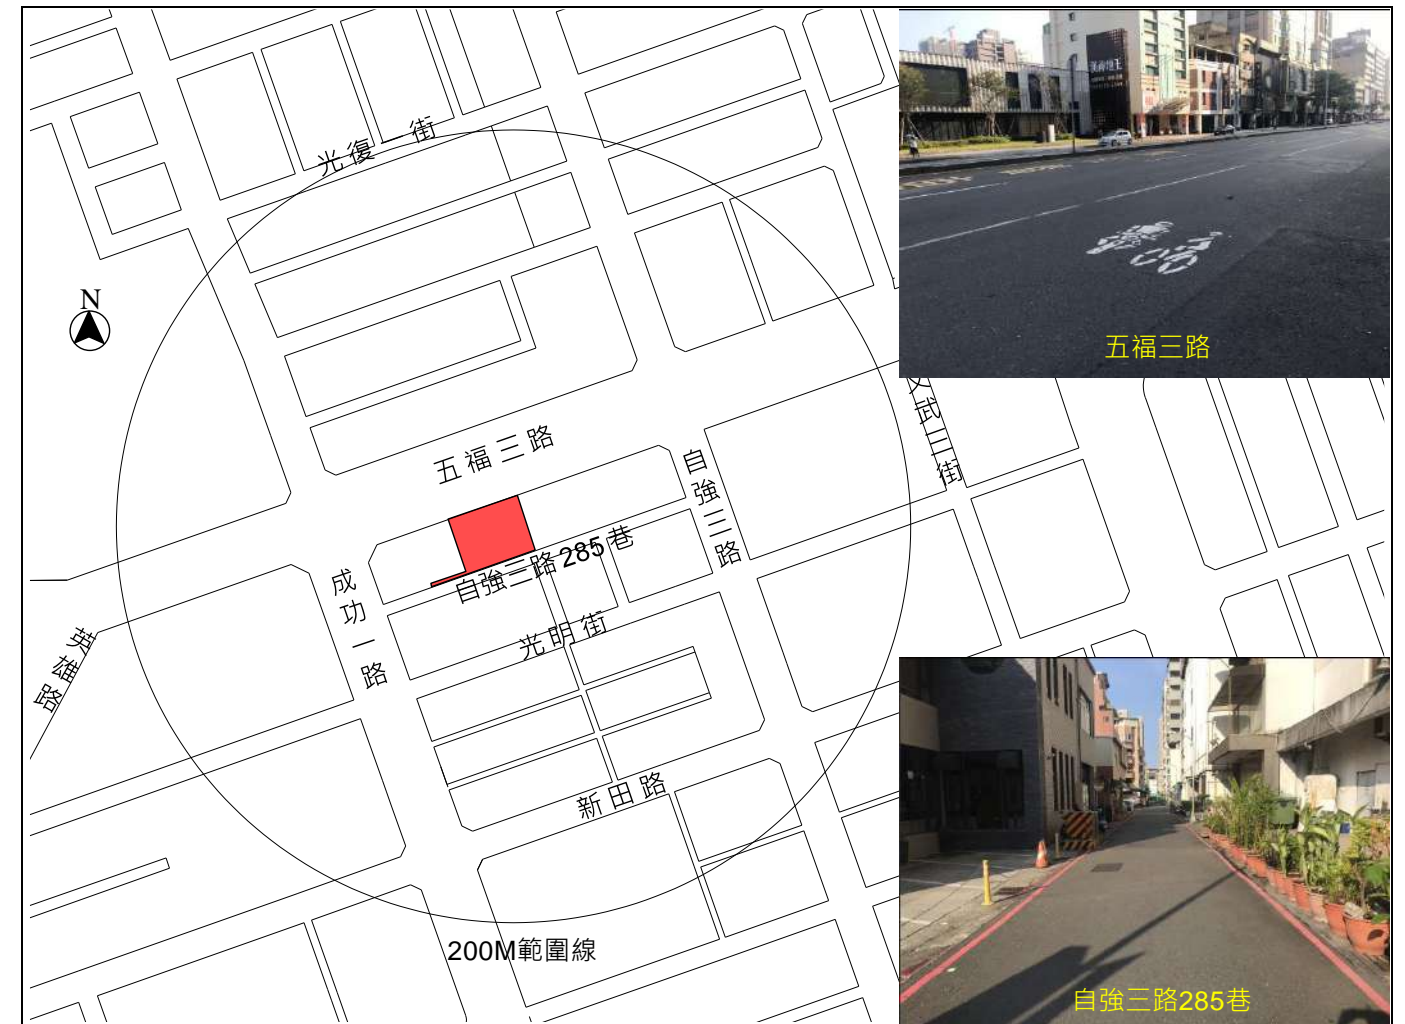 光復一街
N
五福三路
五福三路
文武三街
自強三路
自強三路285巷
成功一路
光明街
英雄路
新田路
200M範圍線
自強三路285巷